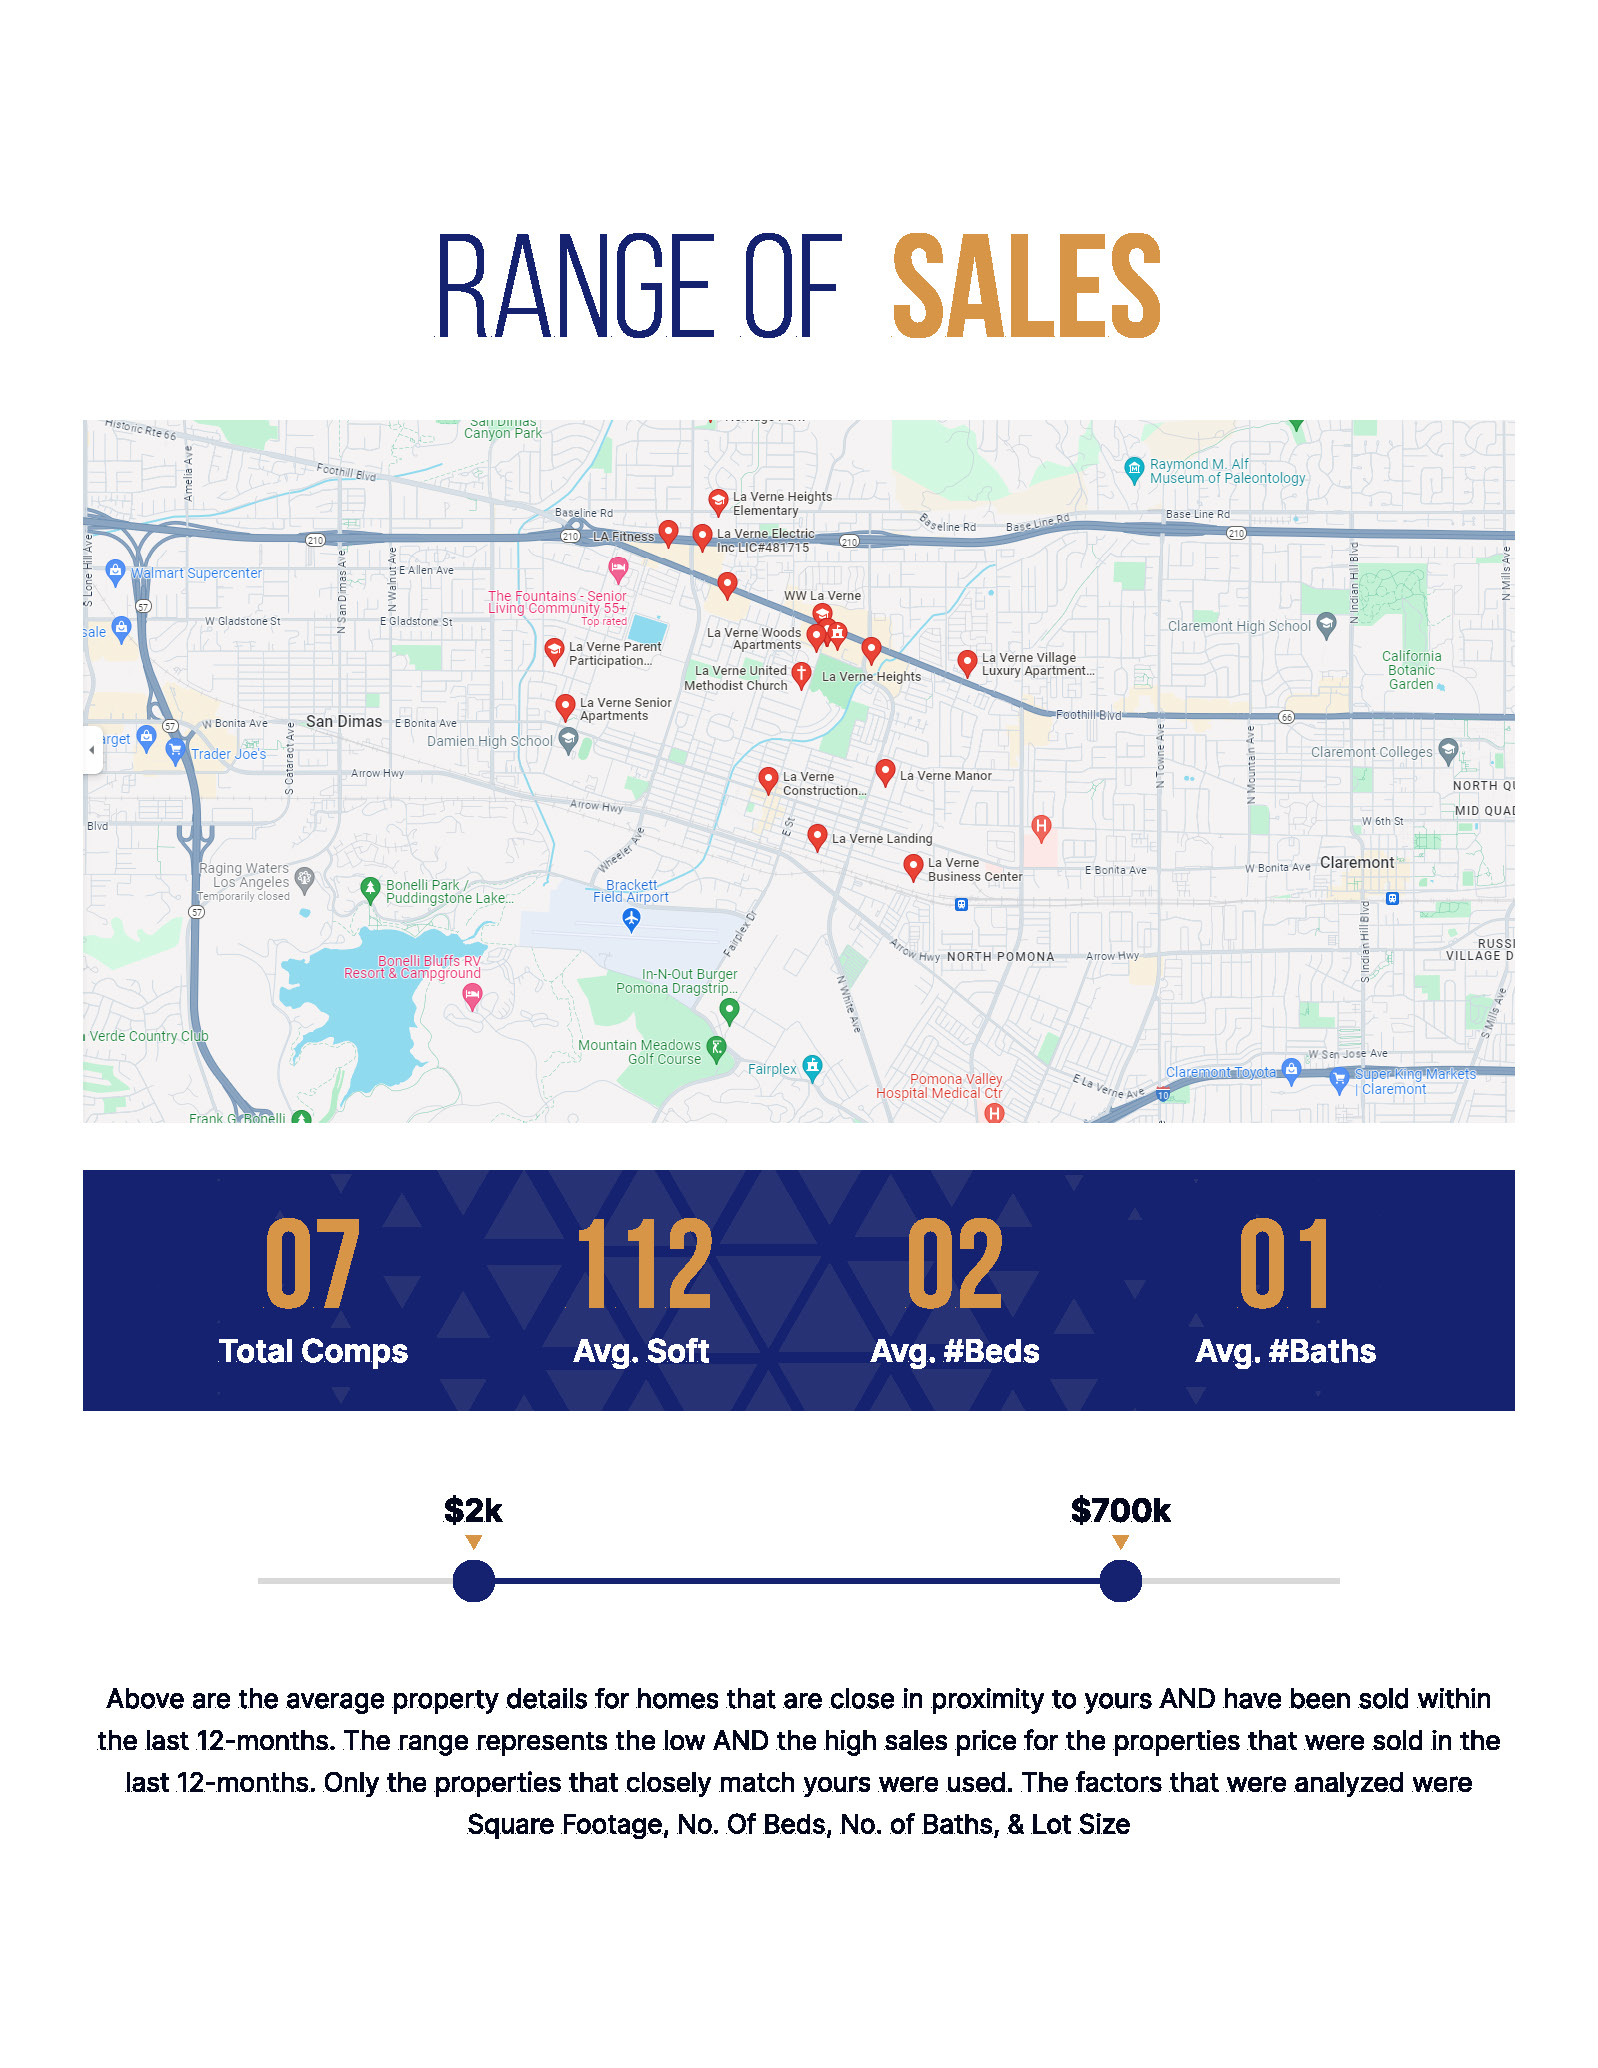 RANGE OF SALES
Historic Rte 66
San Dimas
Canyon Park
Foothill Blvd
Amelia Ave
Raymond M. Alf
Museum of Paleontology
La Verne Heights
Elementary
Baseline Rd
Baseline Rd
Base Line Rd
Base Line Rd
210
210
LA Fitness
La Verne Electric
Inc LIC#481715
210
210
S Lone Hill Ave
Walmart Supercenter
N San Dimas Ave
N Walnut Ave
E Allen Ave
The Fountains - Senior
Living Community 55+
Top rated
WW La Verne
N Indian Hill Blvd
N Mills Ave
57
sale
W Gladstone St
E Gladstone St
La Verne Woods
Apartments
Claremont High School
La Verne Parent
Participation...
La Verne United
Methodist Church
La Verne Heights
La Verne Village
Luxury Apartment...
California
Botanic
Garden
La Verne Senior
Apartments
57
W Bonita Ave
San Dimas
E Bonita Ave
Damien High School
Foothill Blvd
66
arget
Trader Joe's
S Cataract Ave
Arrow Hwy
N Towne Ave
N Mountain Ave
Claremont Colleges
La Verne
Construction...
La Verne Manor
NORTH QU
MID QUAD
Blvd
Arrow Hwy
E St
Wheeler Ave
La Verne Landing
H
W 6th St
Raging Waters
Los Angeles
Temporarily closed
Bonelli Park /
Puddingstone Lake...
La Verne
Business Center
E Bonita Ave
W Bonita Ave
Claremont
Brackett
Field Airport
57
Fairplex Dr
Arrow Hwy
NORTH POMONA
Arrow Hwy
S Indian Hill Blvd
RUSSI
VILLAGE D
Bonelli Bluffs RV
Resort & Campground
In-N-Out Burger
Pomona Dragstrip...
N White Ave
S Mills Ave
Verde Country Club
Mountain Meadows
Golf Course
Fairplex
Pomona Valley
Hospital Medical Ctr
H
E La Verne Ave
10
W San Jose Ave
Claremont Toyota
Super King Markets
| Claremont
Frank G. Bonelli
07
112
02
01
Total Comps
Avg. Soft
Avg. #Beds
Avg. #Baths
$2k
$700k
Above are the average property details for homes that are close in proximity to yours AND have been sold within
the last 12-months. The range represents the low AND the high sales price for the properties that were sold in the
last 12-months. Only the properties that closely match yours were used. The factors that were analyzed were
Square Footage, No. Of Beds, No. of Baths, & Lot Size